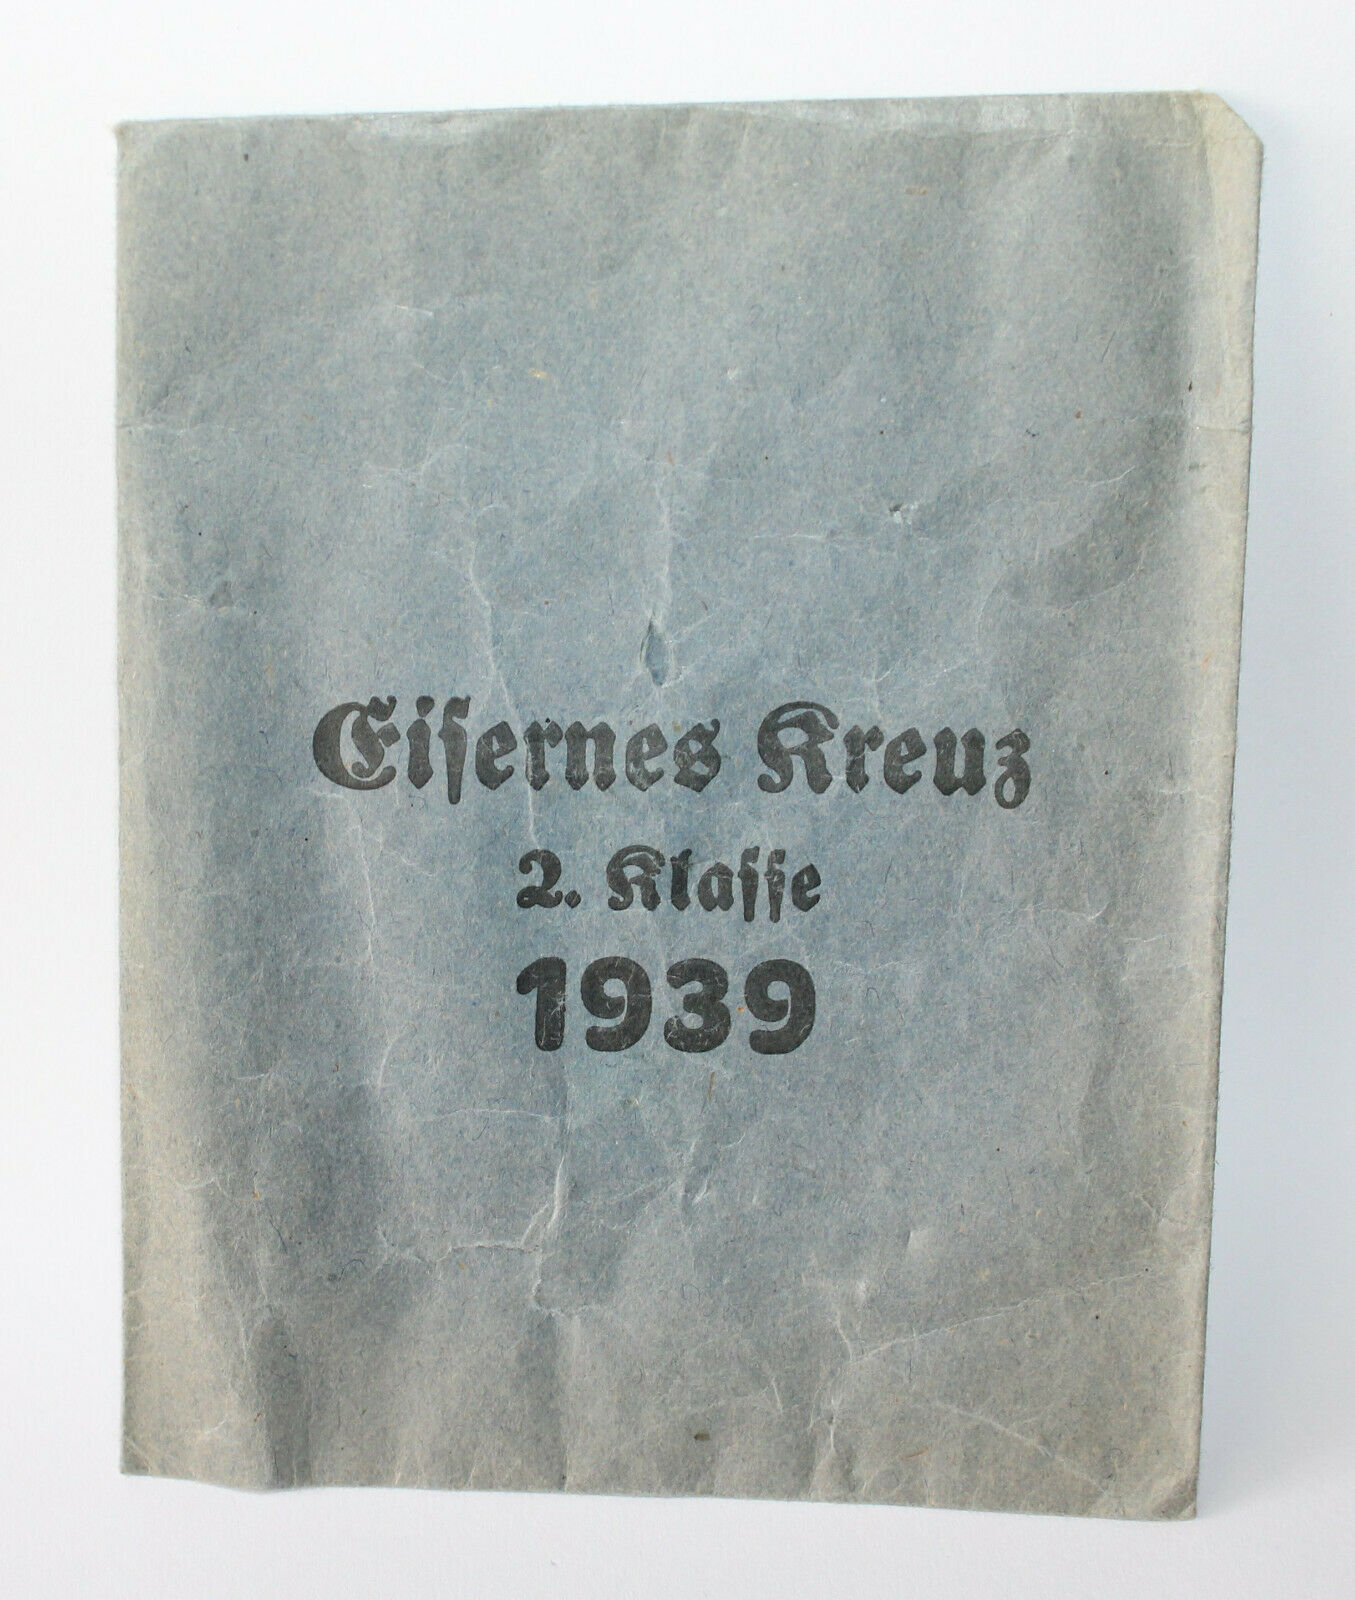 Eiſernes Kreuz
2. Klaſſe
1939